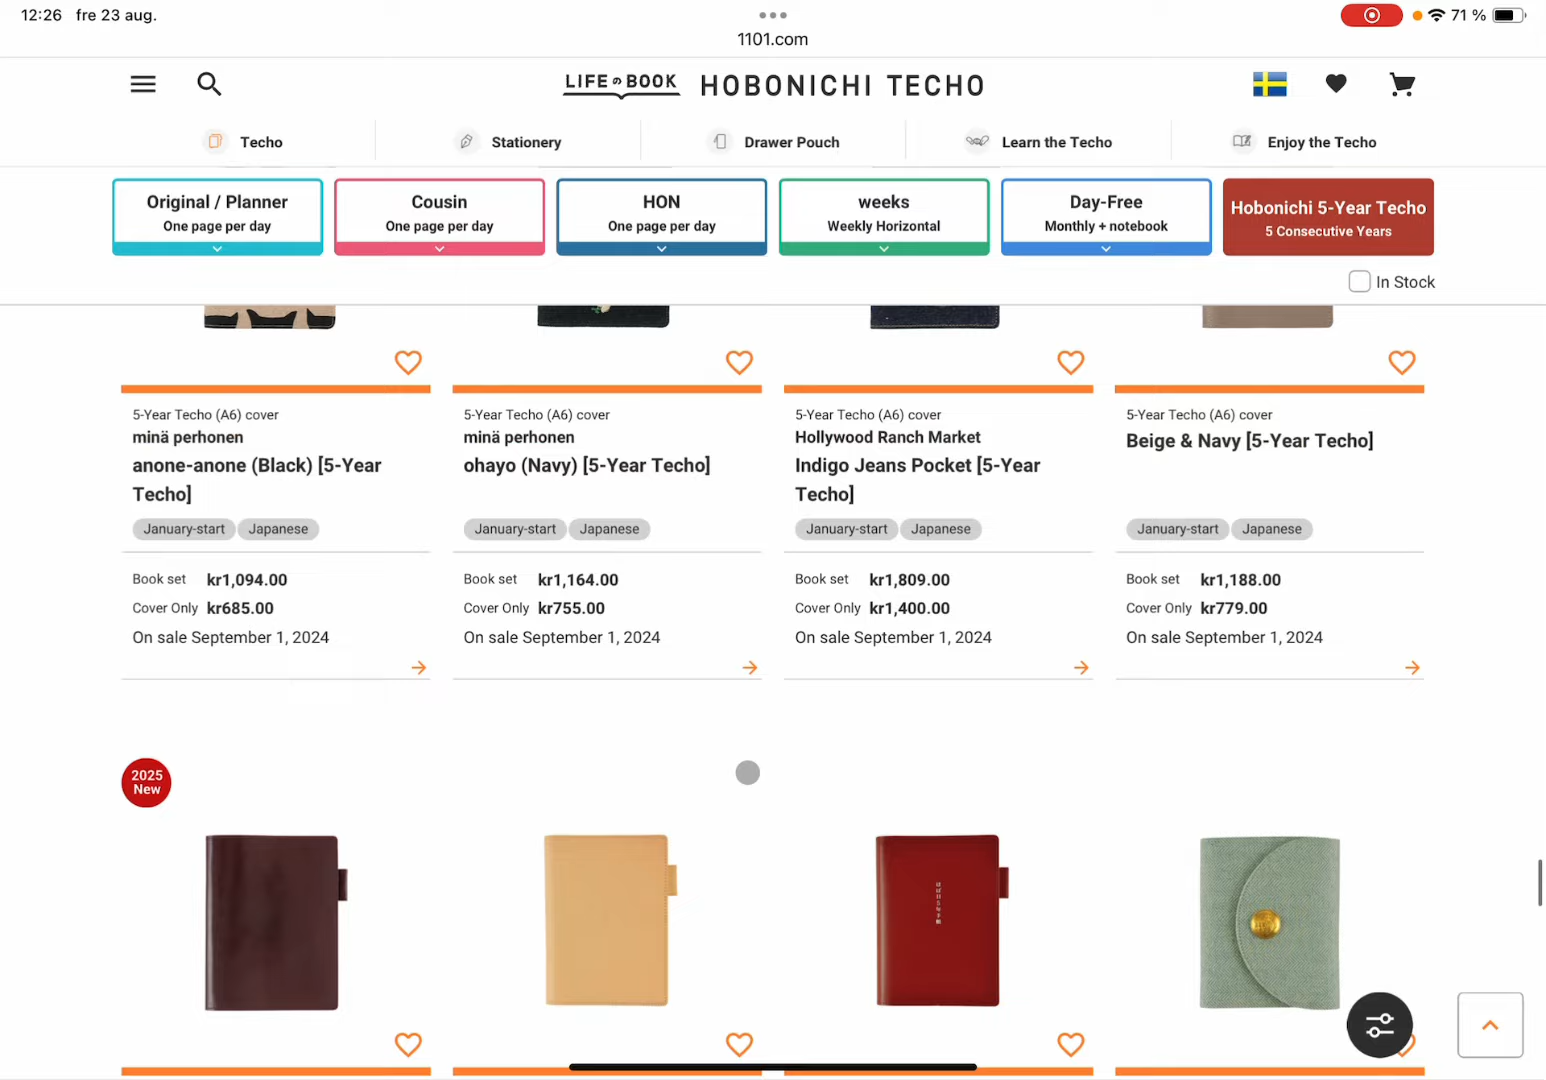 12:26 fre 23 aug.
71 %
1101.com
LIFE の BOOK HOBONICHI TECHO
Techo
Stationery
Drawer Pouch
Learn the Techo
Enjoy the Techo
Original / Planner
One page per day
Cousin
One page per day
HON
One page per day
weeks
Weekly Horizontal
Day-Free
Monthly + notebook
Hobonichi 5-Year Techo
5 Consecutive Years
In Stock
5-Year Techo (A6) cover
minä perhonen
anone-anone (Black) [5-Year
Techo]
January-start Japanese
Book set kr1,094.00
Cover Only kr685.00
On sale September 1, 2024
5-Year Techo (A6) cover
minä perhonen
ohayo (Navy) [5-Year Techo]
January-start Japanese
Book set kr1,164.00
Cover Only kr755.00
On sale September 1, 2024
5-Year Techo (A6) cover
Hollywood Ranch Market
Indigo Jeans Pocket [5-Year
Techo]
January-start Japanese
Book set kr1,809.00
Cover Only kr1,400.00
On sale September 1, 2024
5-Year Techo (A6) cover
Beige & Navy [5-Year Techo]
January-start Japanese
Book set kr1,188.00
Cover Only kr779.00
On sale September 1, 2024
2025
New